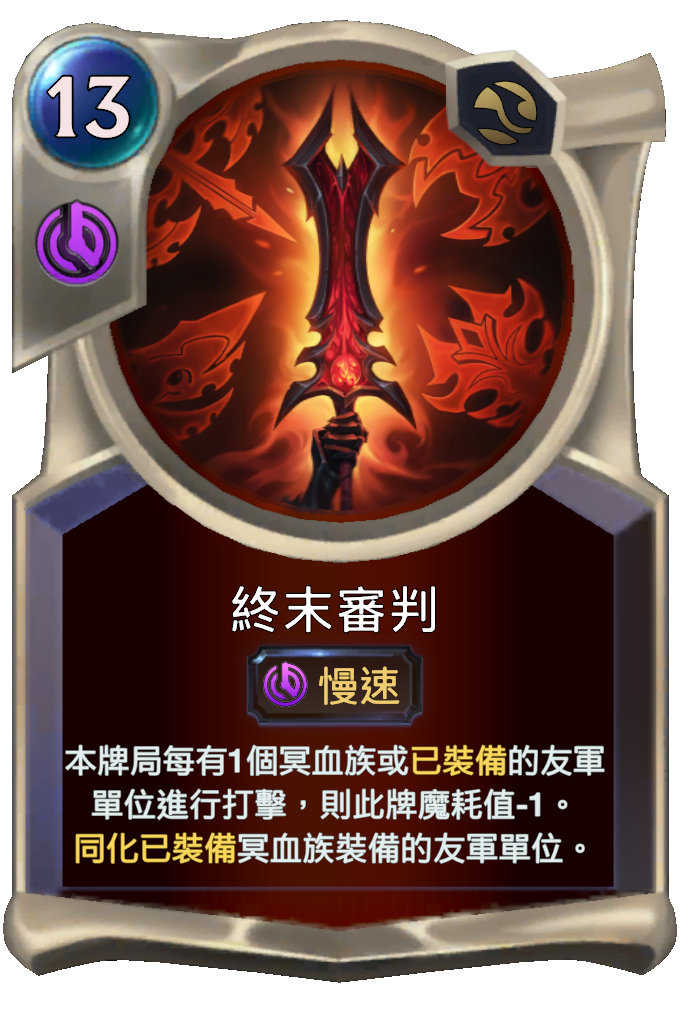 13
終末審判
慢速
本牌局每有1個冥血族或已裝備的友軍
單位進行打擊，則此牌魔耗值-1。
同化已裝備冥血族裝備的友軍單位。